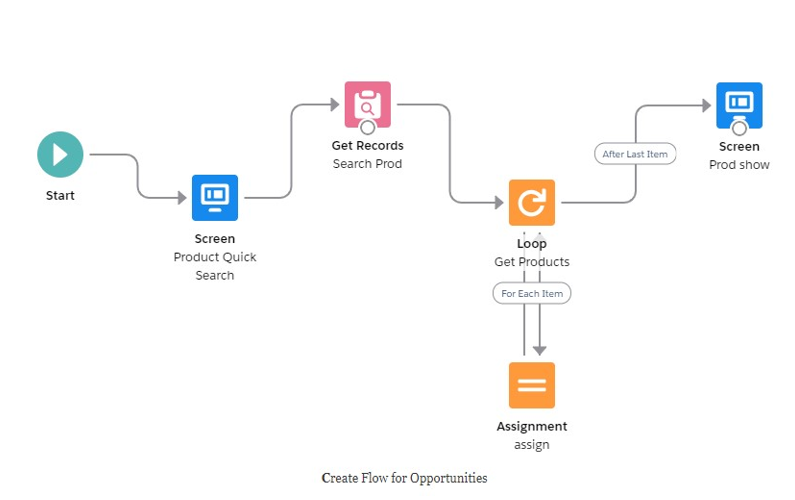 Start
Screen
Product Quick
Search
Get Records
Search Prod
Loop
Get Products
For Each Item
Assignment
assign
After Last Item
Screen
Prod show
Create Flow for Opportunities